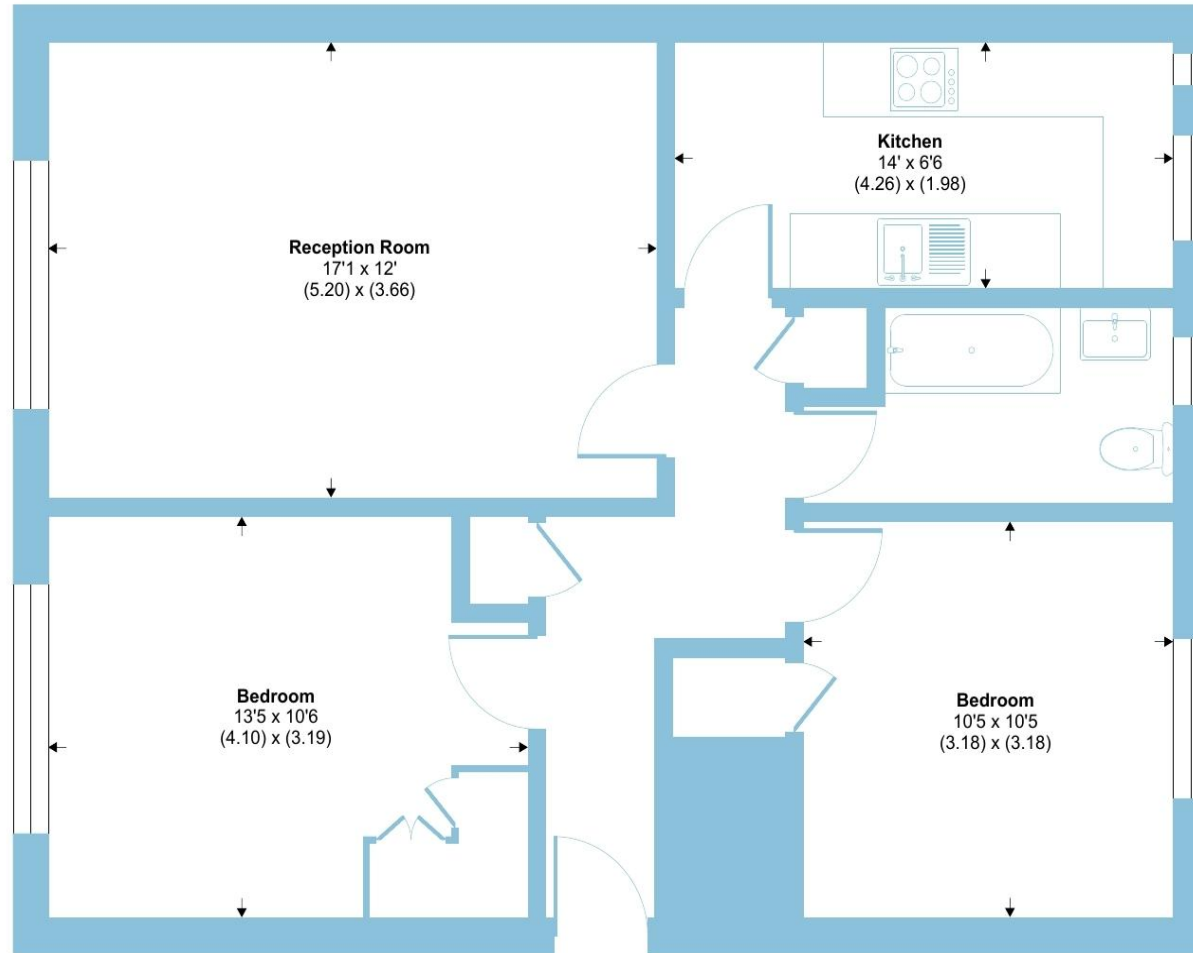 Reception Room
17'1 x 12'
(5.20) x (3.66)
Kitchen
14' x 6'6
(4.26) x (1.98)
Bedroom
13'5 x 10'6
(4.10) x (3.19)
Bedroom
10'5 x 10'5
(3.18) x (3.18)